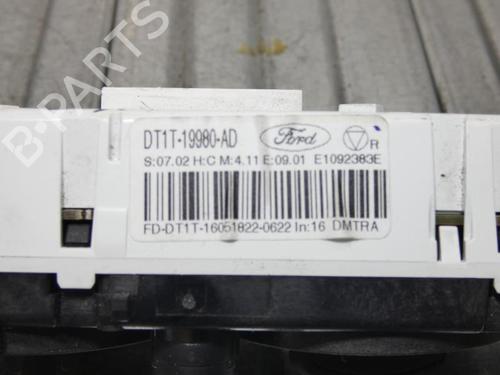 B-PARTS
DT1T-19980-AD Ford R
S:07.02 H:C M:4.11 E:09.01 E1092383E
FD-DT1T-16051822-0622 In:16 DMTRA